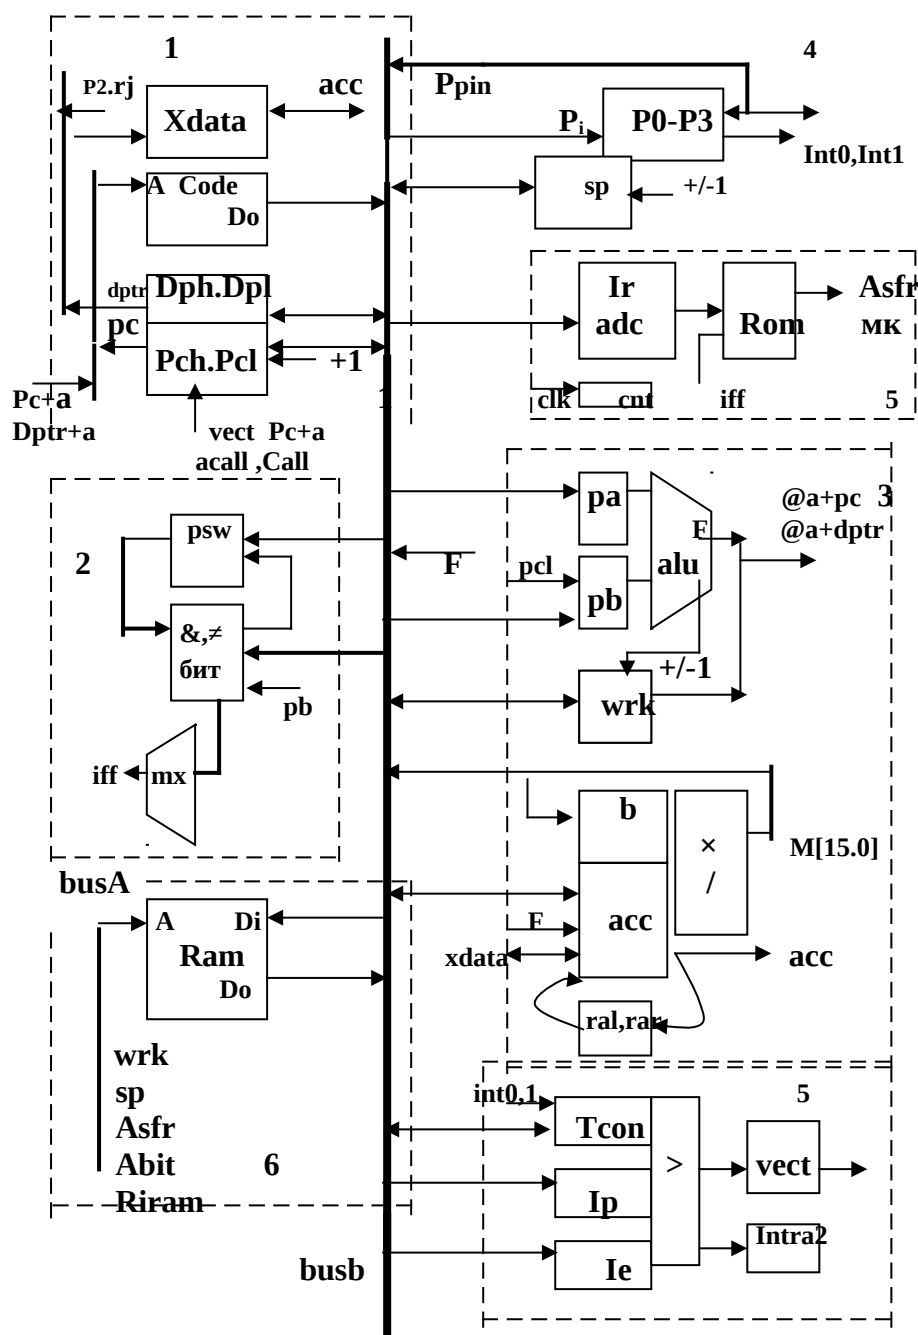 1
P2.rj
acc
Xdata
A Code
Do
dptr
Dph.Dpl
pc
Pch.Pcl
+1
1
Pc+a
Dptr+a
vect Pc+a
acall ,Call
4
Ppin
Pi
P0-P3
Int0,Int1
sp
+/-1
Ir
adc
Rom
Asfr
мк
clk
cnt
iff
5
2
psw
F
&,≠
бит
pb
iff
mx
pa
F
@a+pc
3
@a+dptr
pcl
alu
pb
+/-1
wrk
b
×
/
M[15.0]
F
acc
xdata
acc
ral,rar
busA
A
Di
Ram
Do
wrk
sp
Asfr
Abit
6
Riram
busb
int0,1
5
Tcon
>
vect
Ip
Intra2
Ie